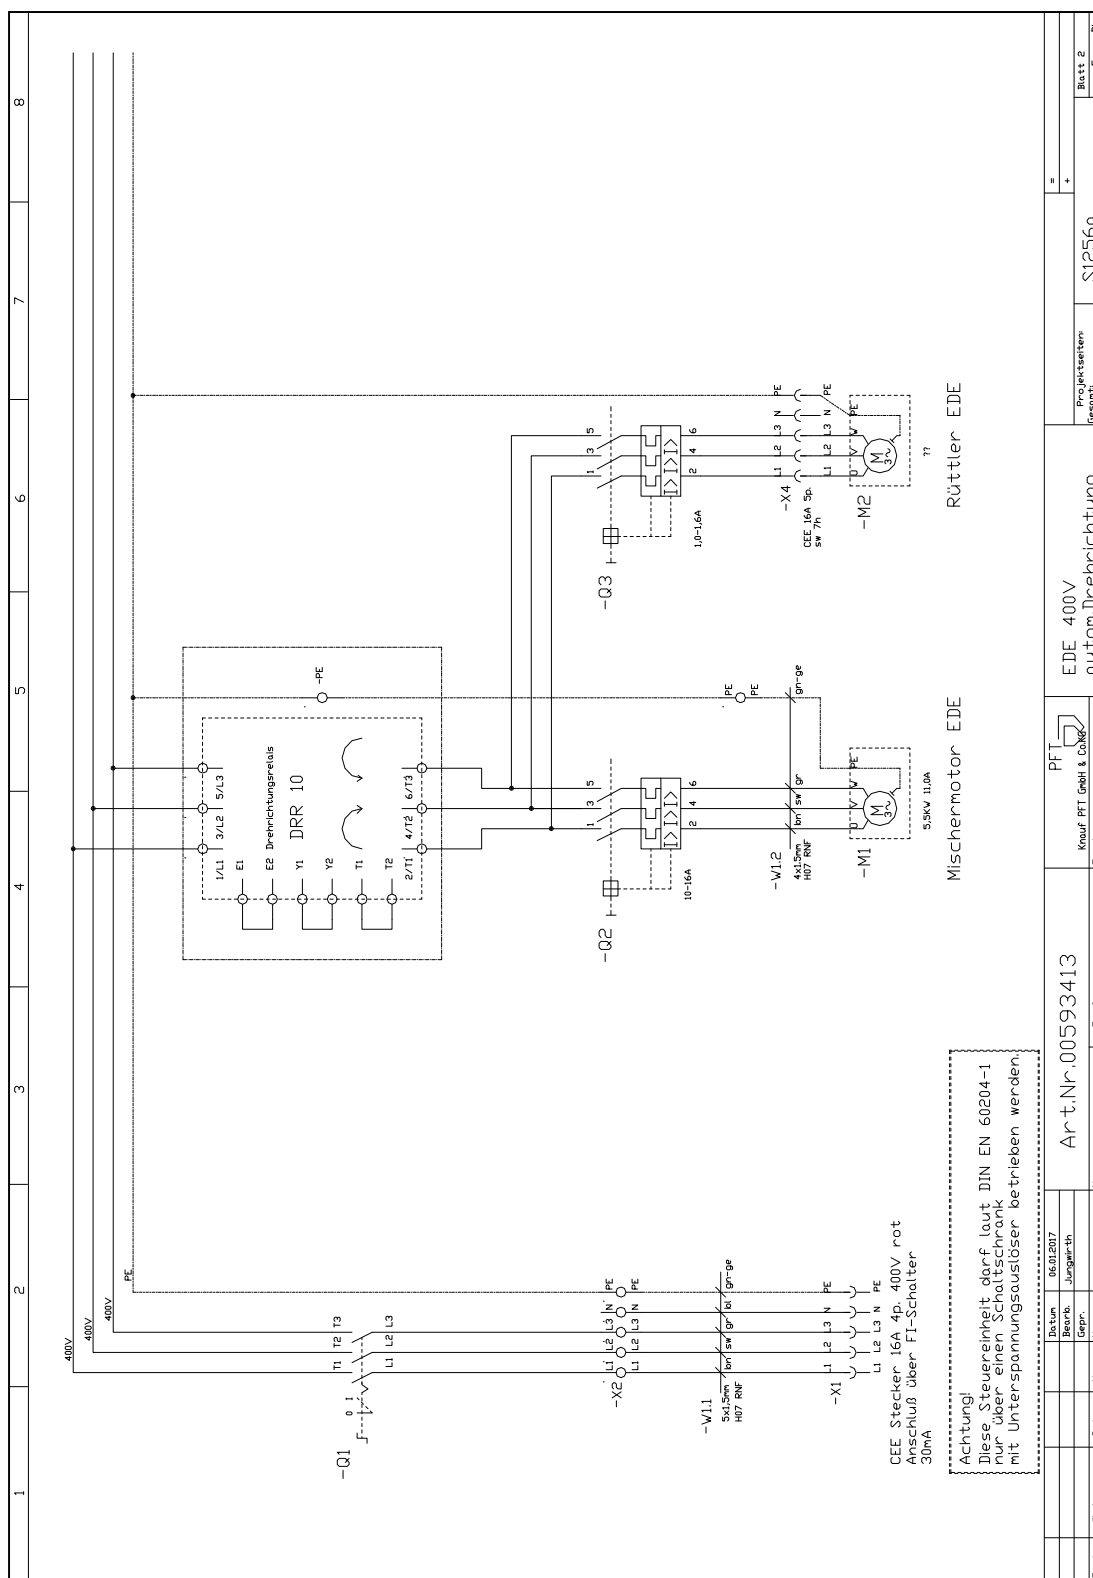 1
2
3
4
5
6
7
8
400V
400V
400V
PE
-Q1
0 I
T1 T2 T3
L1 L2 L3
-X2
L1 L2 L3 N PE
L1 L2 L3 N PE
-W1.1
5x1,5mm
H07 RNF
bn sw gr bl gn-ge
-X1
L1 L2 L3 N PE
L1 L2 L3 N PE
CEE Stecker 16A 4p. 400V rot
Anschluß über FI-Schalter
30mA
Achtung!
Diese Steuereinheit darf laut DIN EN 60204-1
nur über einen Schaltschrank
mit Unterspannungsauslöser betrieben werden.
1/L1 3/L2 5/L3
E1
E2
Y1
Y2
T1
T2
Drehrichtungsrelais
DRR 10
2/T1 4/T2 6/T3
-PE
-Q2
1 3 5
I> I> I>
2 4 6
10-16A
PE
PE
-W1.2
4x1,5mm
H07 RNF
bn sw gr gn-ge
-M1
U V W PE
M
3~
5,5KW 11,0A
Mischermotor EDE
-Q3
1 3 5
I> I> I>
2 4 6
1,0-1,6A
-X4
CEE 16A 5p.
sw 7h
L1 L2 L3 N PE
L1 L2 L3 N PE
-M2
U V W PE
M
3~
??
Rüttler EDE
Datum 06.01.2017
Bearb. Jungwirth
Gepr.
Art.Nr.00593413
PFT
Knauf PFT GmbH & Co.KG
EDE 400V
autom.Drehrichtung
Projektseiten:
Gesamt:
S1256a
=
+
Blatt 2